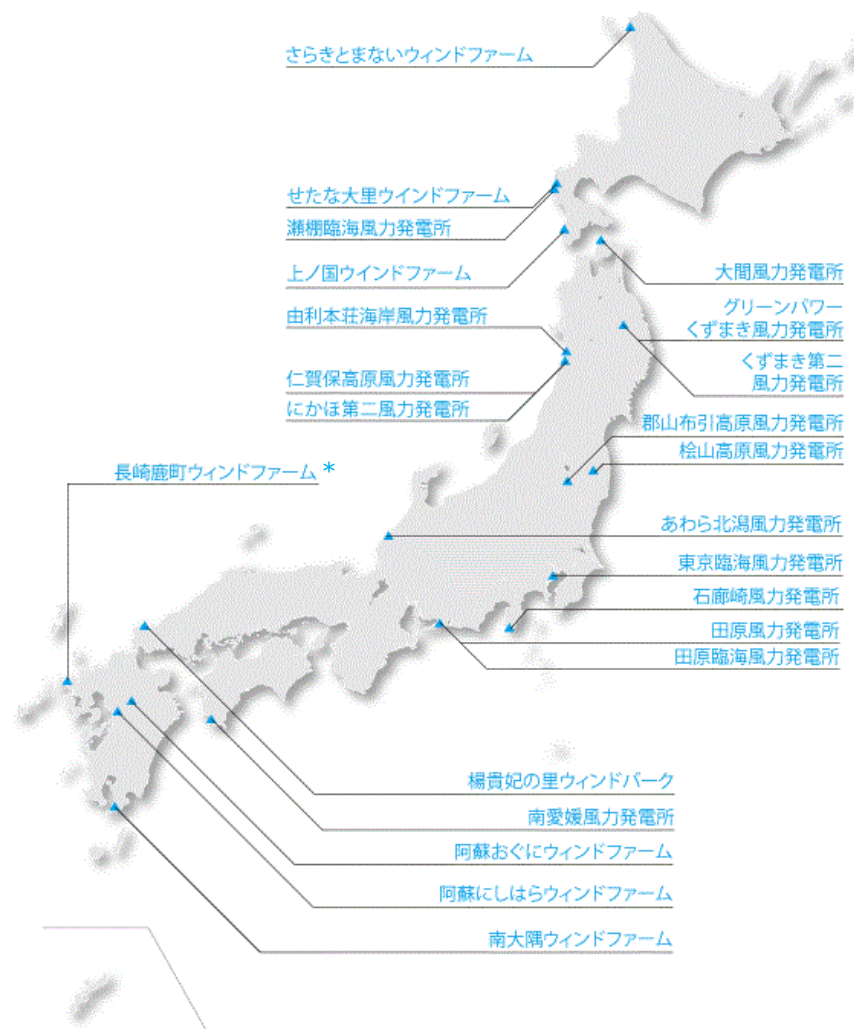 さらきとまないウィンドファーム
せたな大里ウインドファーム
瀬棚臨海風力発電所
上ノ国ウインドファーム
大間風力発電所
グリーンパワー
くずまき風力発電所
由利本荘海岸風力発電所
くずまき第二
風力発電所
仁賀保高原風力発電所
にかほ第二風力発電所
郡山布引高原風力発電所
桧山高原風力発電所
長崎鹿町ウィンドファーム*
あわら北潟風力発電所
東京臨海風力発電所
石廊崎風力発電所
田原風力発電所
田原臨海風力発電所
楊貴妃の里ウィンドパーク
南愛媛風力発電所
阿蘇おぐにウィンドファーム
阿蘇にしはらウィンドファーム
南大隅ウィンドファーム